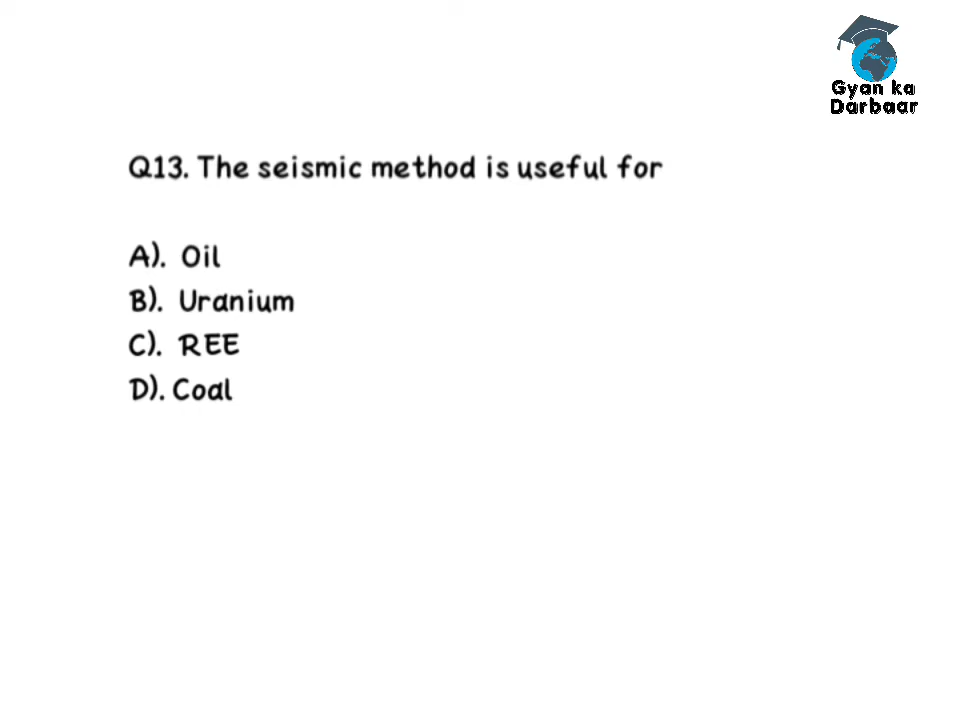 Gyan ka
Darbaar
Q13. The seismic method is useful for
A). Oil
B). Uranium
C). REE
D). Coal